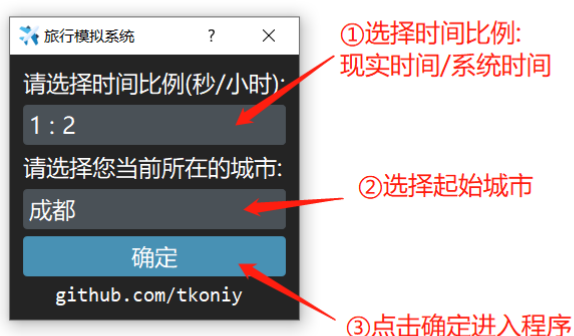 旅行模拟系统
?
①选择时间比例:
现实时间/系统时间
请选择时间比例(秒/小时):
1 : 2
请选择您当前所在的城市:
②选择起始城市
成都
确定
github.com/tkoniy
③点击确定进入程序